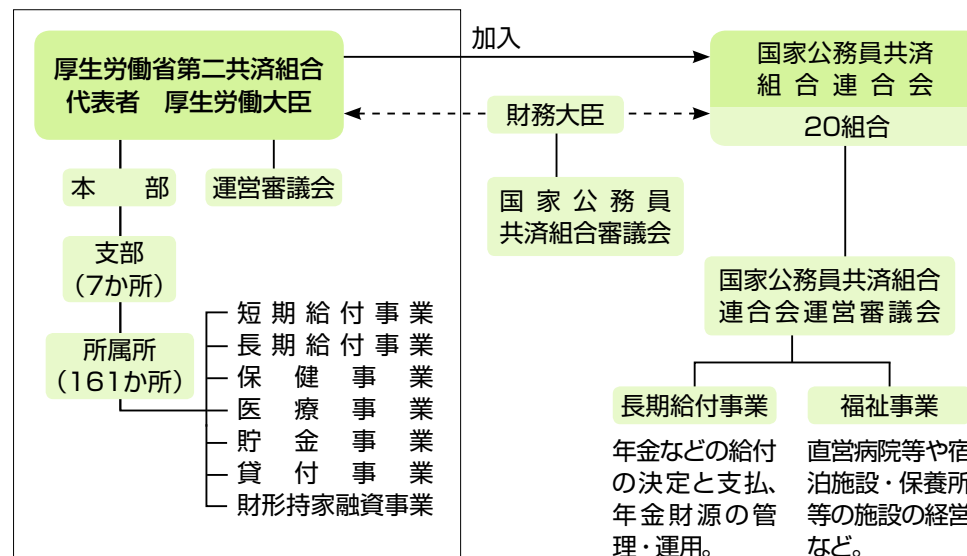 加入
厚生労働省第二共済組合
代表者 厚生労働大臣
国家公務員共済
組合連合会
20組合
財務大臣
本部
運営審議会
国家公務員
共済組合審議会
支部
(7か所)
所属所
(161か所)
短期給付事業
長期給付事業
保健事業
医療事業
貯金事業
貸付事業
財形持家融資事業
国家公務員共済組合
連合会運営審議会
長期給付事業
年金などの給付
の決定と支払、
年金財源の管
理・運用。
福祉事業
直営病院等や宿
泊施設・保養所
等の施設の経営
など。